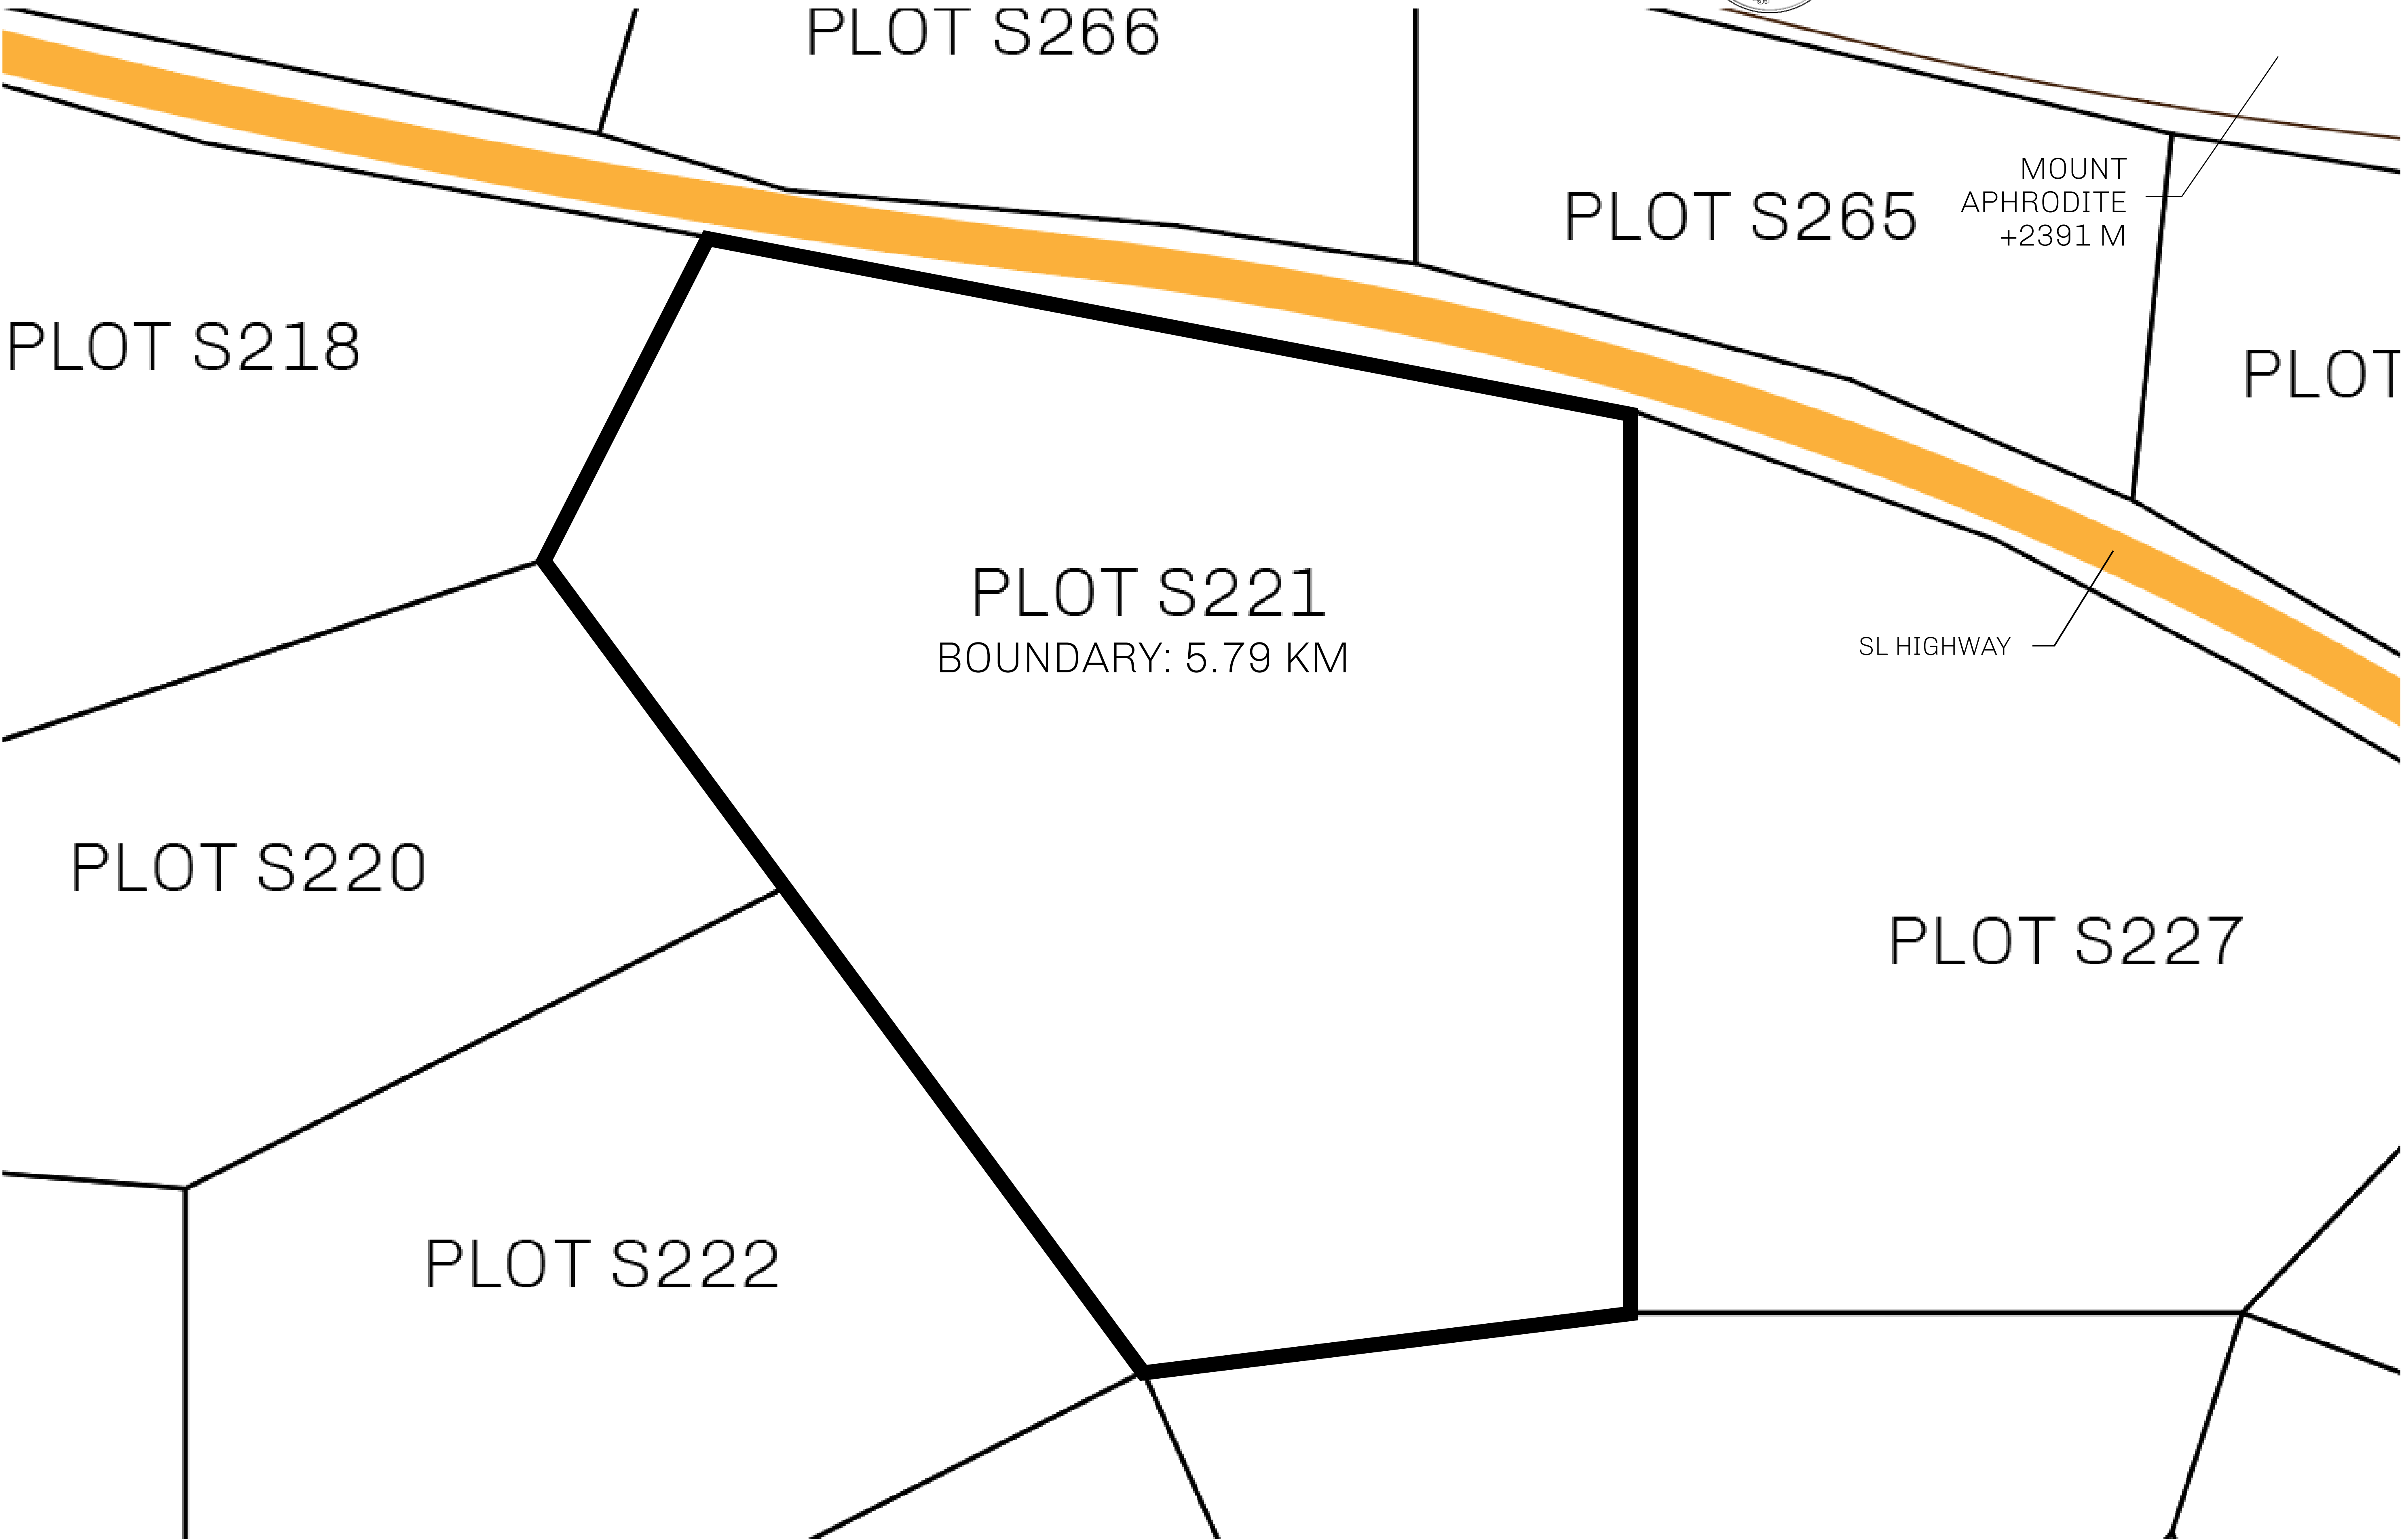 PLOT S266
PLOT S265
MOUNT
APHRODITE
+2391 M
PLOT S218
PLOT
PLOT S221
BOUNDARY: 5.79 KM
SL HIGHWAY
PLOT S220
PLOT S227
PLOT S222